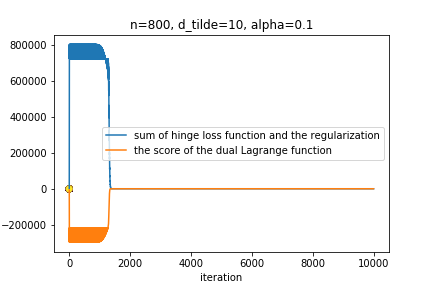 n=800, d_tilde=10, alpha=0.1
800000
600000
400000
200000
0
−200000
sum of hinge loss function and the regularization
the score of the dual Lagrange function
0 2000 4000 6000 8000 10000
iteration